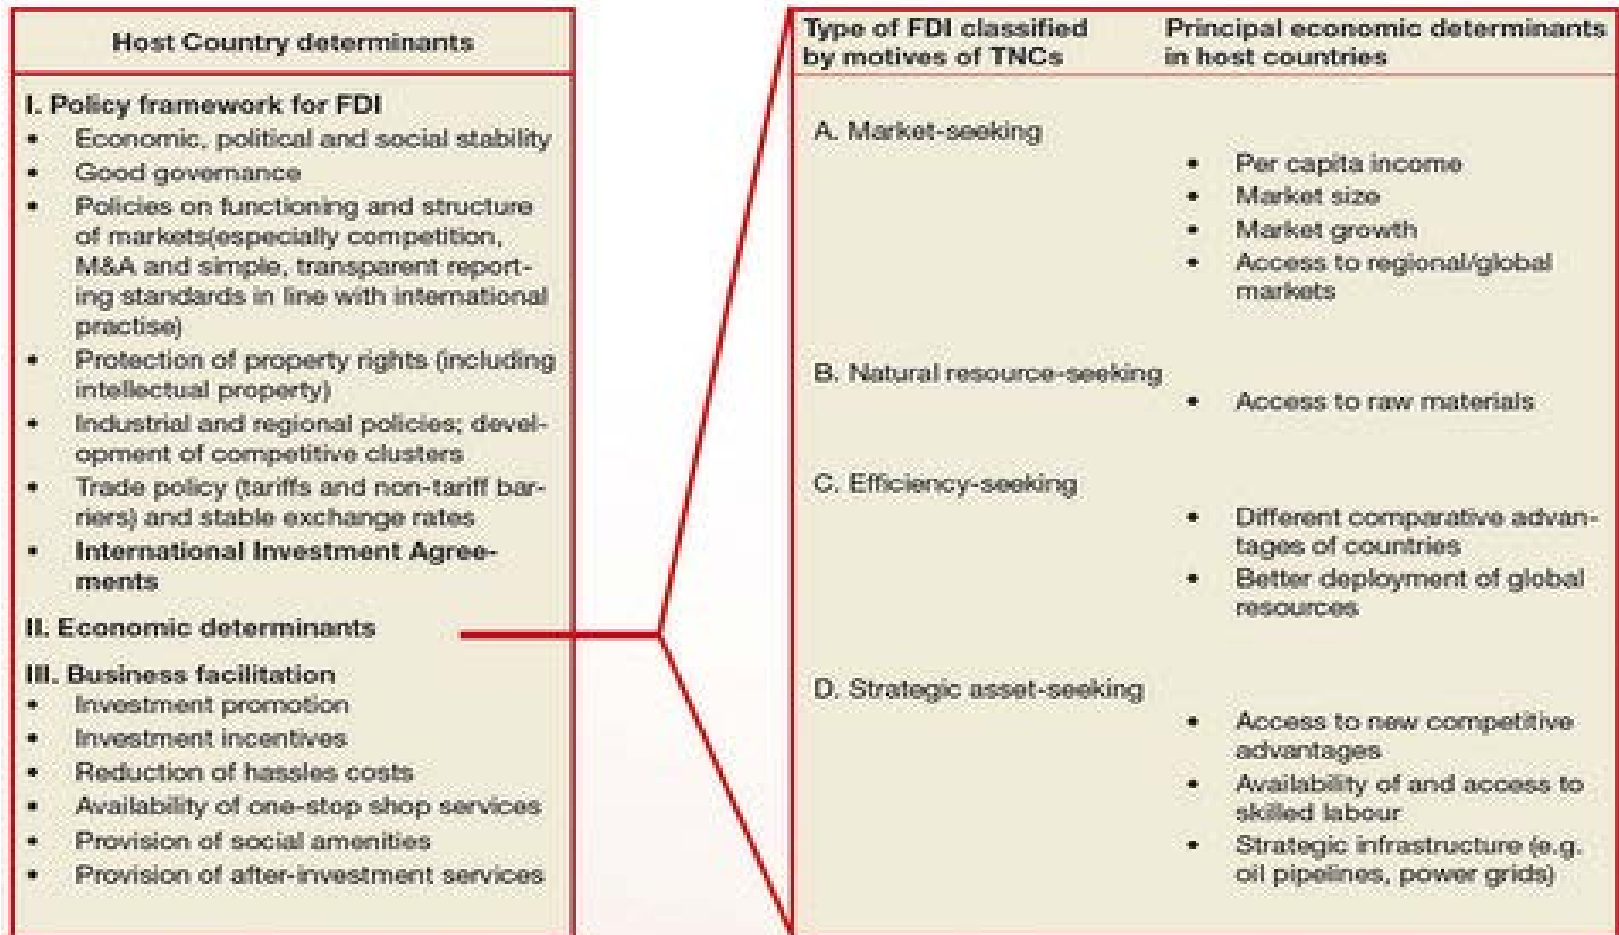 Host Country determinants
I. Policy framework for FDI
• Economic, political and social stability
• Good governance
• Policies on functioning and structure
of markets(especially competition,
M&A and simple, transparent report-
ing standards in line with international
practise)
• Protection of property rights (including
intellectual property)
• Industrial and regional policies; devel-
opment of competitive clusters
• Trade policy (tariffs and non-tariff bar-
riers) and stable exchange rates
• International Investment Agree-
ments
II. Economic determinants
III. Business facilitation
• Investment promotion
• Investment incentives
• Reduction of hassles costs
• Availability of one-stop shop services
• Provision of social amenities
• Provision of after-investment services
Type of FDI classified
by motives of TNCs
Principal economic determinants
in host countries
A. Market-seeking
• Per capita income
• Market size
• Market growth
• Access to regional/global
markets
B. Natural resource-seeking
• Access to raw materials
C. Efficiency-seeking
• Different comparative advan-
tages of countries
• Better deployment of global
resources
D. Strategic asset-seeking
• Access to new competitive
advantages
• Availability of and access to
skilled labour
• Strategic infrastructure (e.g.
oil pipelines, power grids)